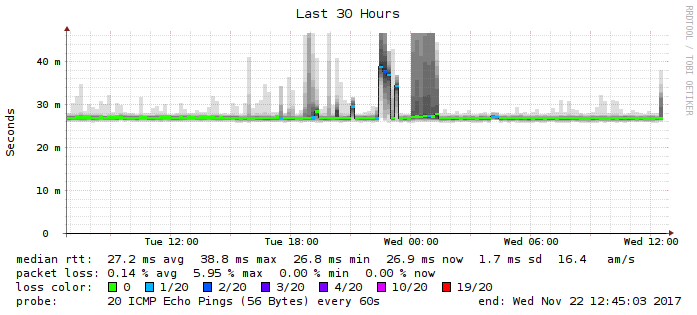 Last 30 Hours
RRDTOOL / TOBI OETIKER
Seconds
40 m
30 m
20 m
10 m
0
Tue 12:00 Tue 18:00 Wed 00:00 Wed 06:00 Wed 12:00
median rtt: 27.2 ms avg 38.8 ms max 26.8 ms min 26.9 ms now 1.7 ms sd 16.4 am/s
packet loss: 0.14 % avg 5.95 % max 0.00 % min 0.00 % now
loss color: 0 1/20 2/20 3/20 4/20 10/20 19/20
probe: 20 ICMP Echo Pings (56 Bytes) every 60s end: Wed Nov 22 12:45:03 2017